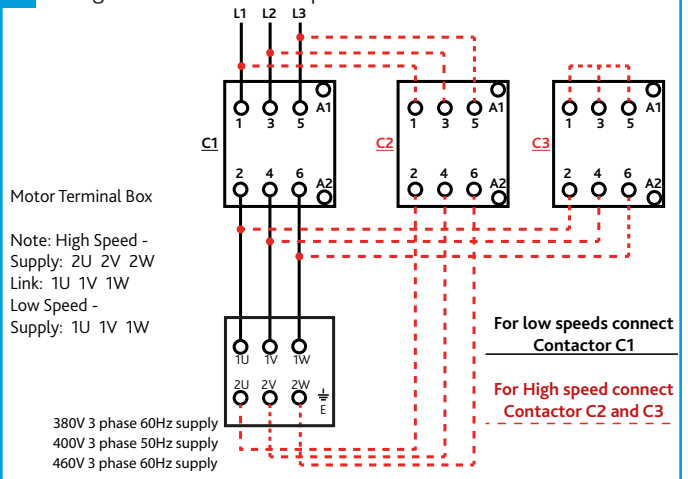 L1 L2 L3
A1 A1 A1
1 3 5 1 3 5 1 3 5
C1 C2 C3
2 4 6 2 4 6 2 4 6
A2 A2 A2
Motor Terminal Box
Note: High Speed -
Supply: 2U 2V 2W
Link: 1U 1V 1W
Low Speed -
Supply: 1U 1V 1W
For low speeds connect
Contactor C1
1U 1V 1W
2U 2V 2W
E
For High speed connect
Contactor C2 and C3
380V 3 phase 60Hz supply
400V 3 phase 50Hz supply
460V 3 phase 60Hz supply